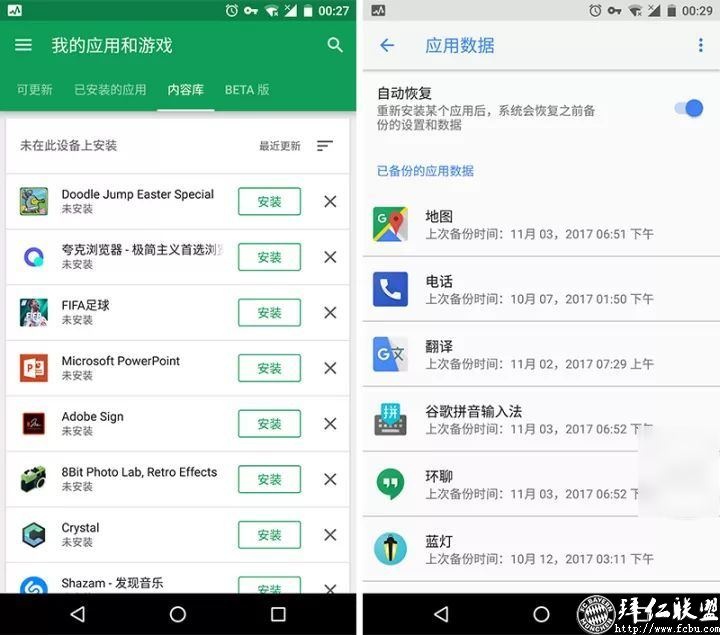 00:27
我的应用和游戏
可更新 已安装的应用 内容库 BETA 版
未在此设备上安装 最近更新
Doodle Jump Easter Special
未安装
安装
夸克浏览器 - 极简主义首选浏
未安装
安装
FIFA足球
未安装
安装
Microsoft PowerPoint
未安装
安装
Adobe Sign
未安装
安装
8Bit Photo Lab, Retro Effects
未安装
安装
Crystal
未安装
安装
Shazam - 发现音乐
安装
00:29
应用数据
自动恢复
重新安装某个应用后，系统会恢复之前备
份的设置和数据
已备份的应用数据
地图
上次备份时间：11月 03，2017 06:51 下午
电话
上次备份时间：10月 07，2017 01:50 下午
翻译
上次备份时间：11月 02，2017 07:29 上午
谷歌拼音输入法
上次备份时间：11月 03，2017 06:52 下午
环聊
上次备份时间：11月 03，2017 06:52 下
蓝灯
上次备份时间：10月 12，2017 03:11 下午
拜仁联盟
http://www.fcbu.com